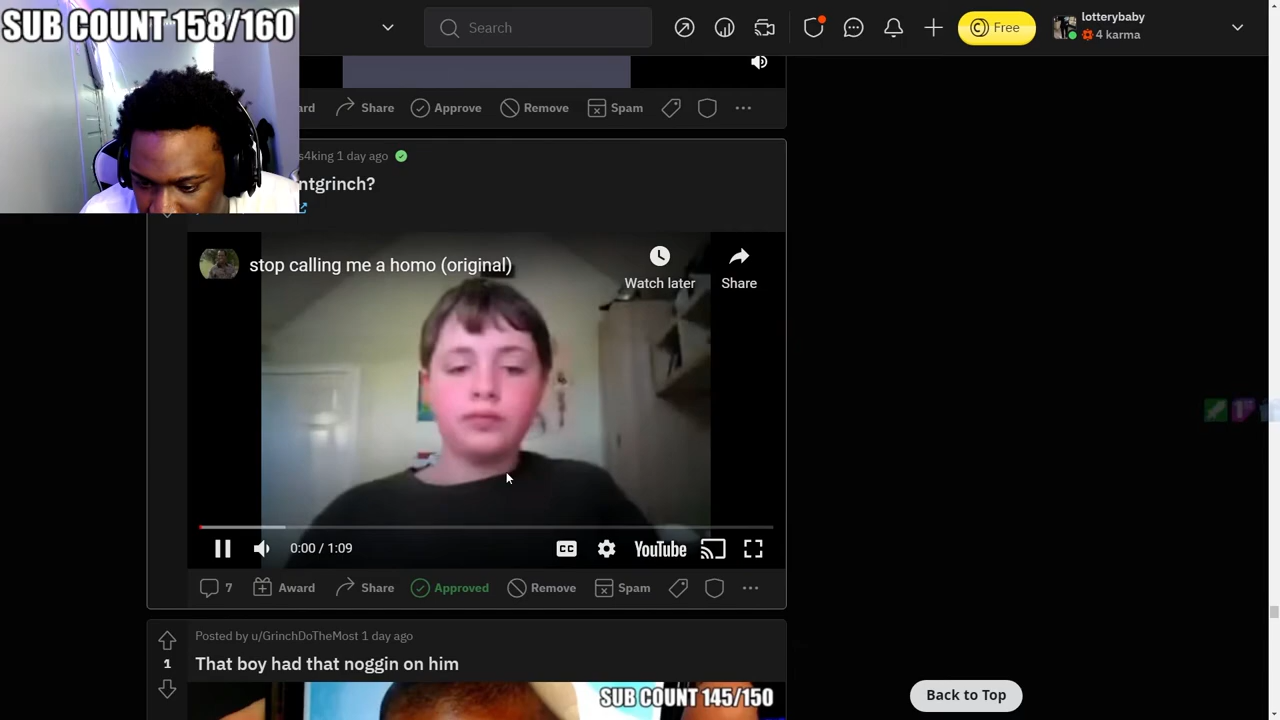 SUB COUNT 158/160
Search
Free
lotterybaby
4 karma
ard
Share
Approve
Remove
Spam
s4king 1 day ago
ntgrinch?
stop calling me a homo (original)
Watch later
Share
0:00 / 1:09
CC
YouTube
7
Award
Share
Approved
Remove
Spam
Posted by u/GrinchDoTheMost 1 day ago
1
That boy had that noggin on him
SUB COUNT 145/150
Back to Top